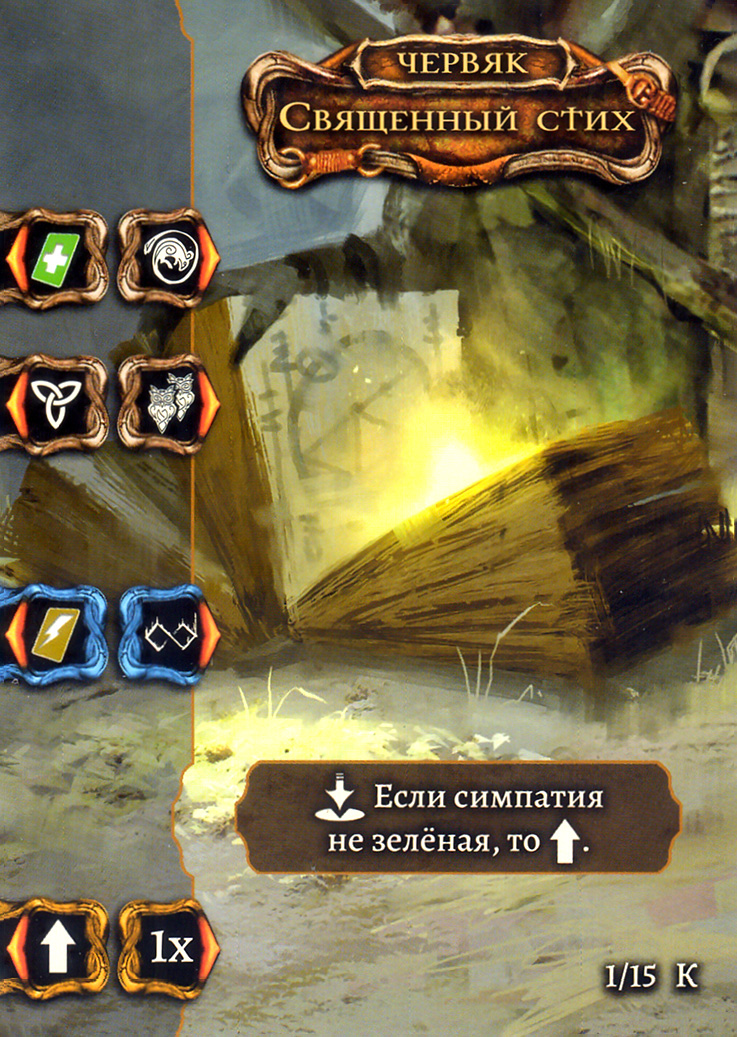 ЧЕРВЯК
Священный стих
Если симпатия
не зелёная, то .
1x
1/15 К